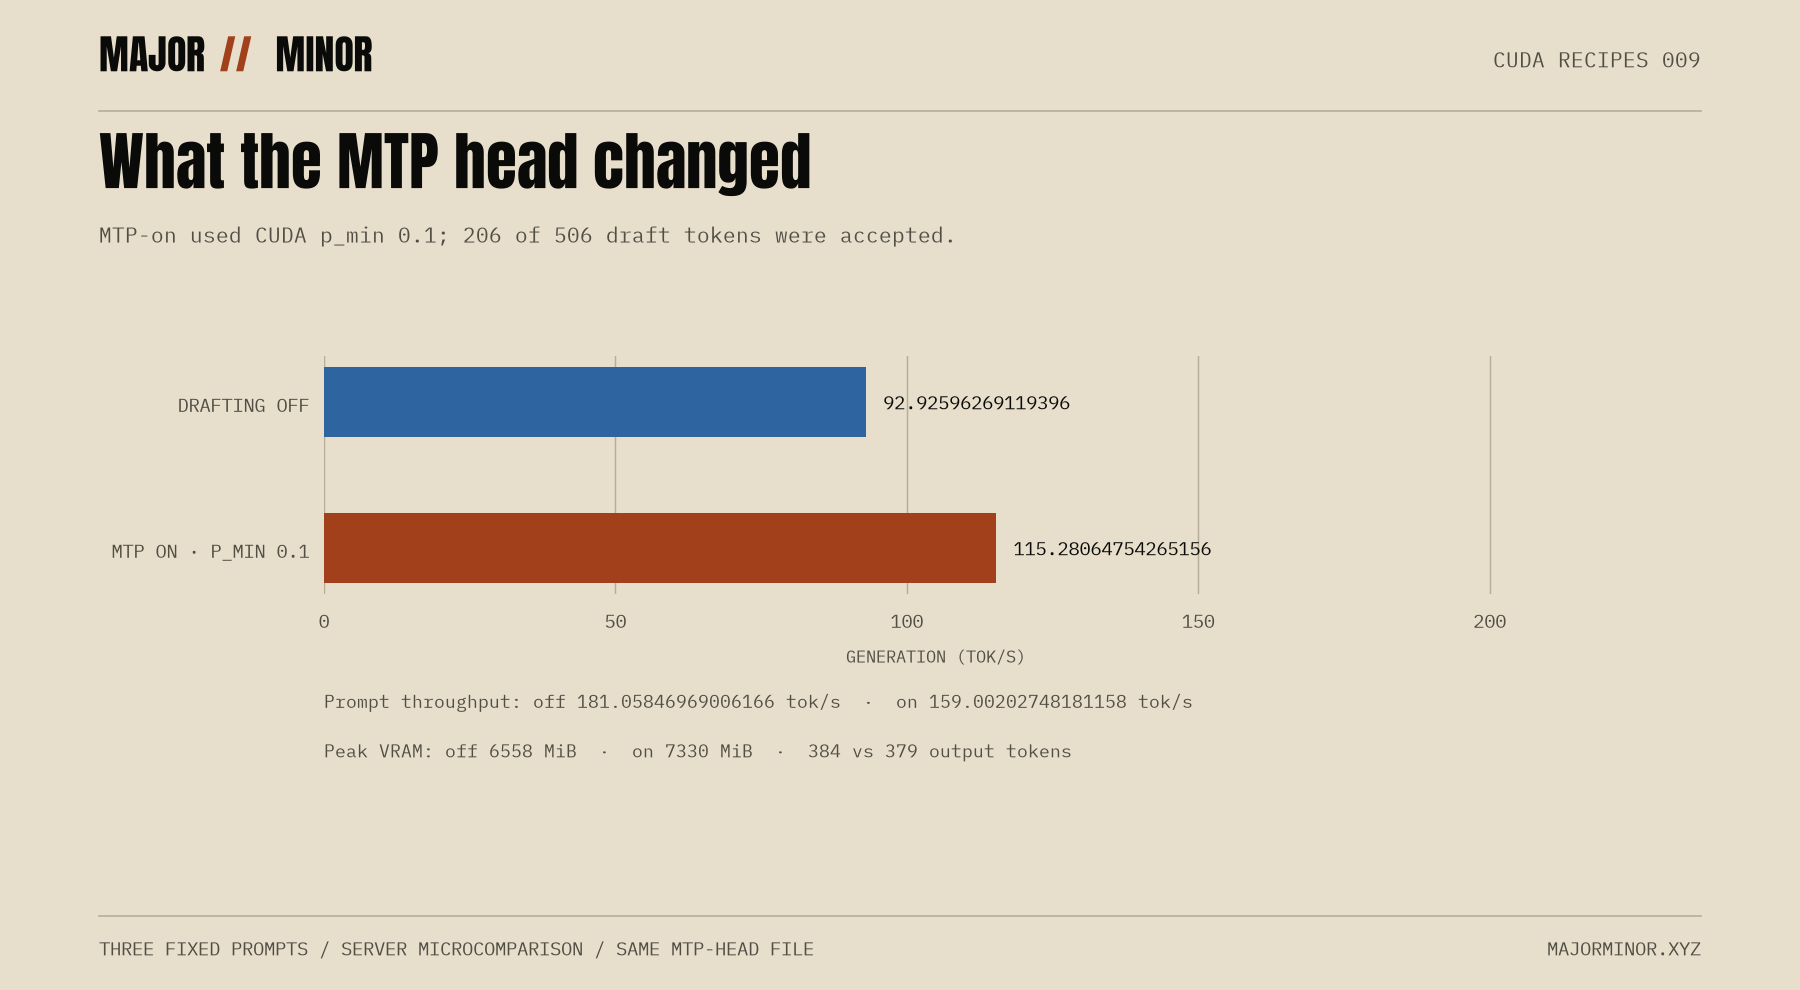 MAJOR // MINOR
CUDA RECIPES 009
What the MTP head changed
MTP-on used CUDA p_min 0.1; 206 of 506 draft tokens were accepted.
DRAFTING OFF
92.92596269119396
MTP ON · P_MIN 0.1
115.28064754265156
0 50 100 150 200
GENERATION (TOK/S)
Prompt throughput: off 181.05846969006166 tok/s · on 159.00202748181158 tok/s
Peak VRAM: off 6558 MiB · on 7330 MiB · 384 vs 379 output tokens
THREE FIXED PROMPTS / SERVER MICROCOMPARISON / SAME MTP-HEAD FILE
MAJORMINOR.XYZ